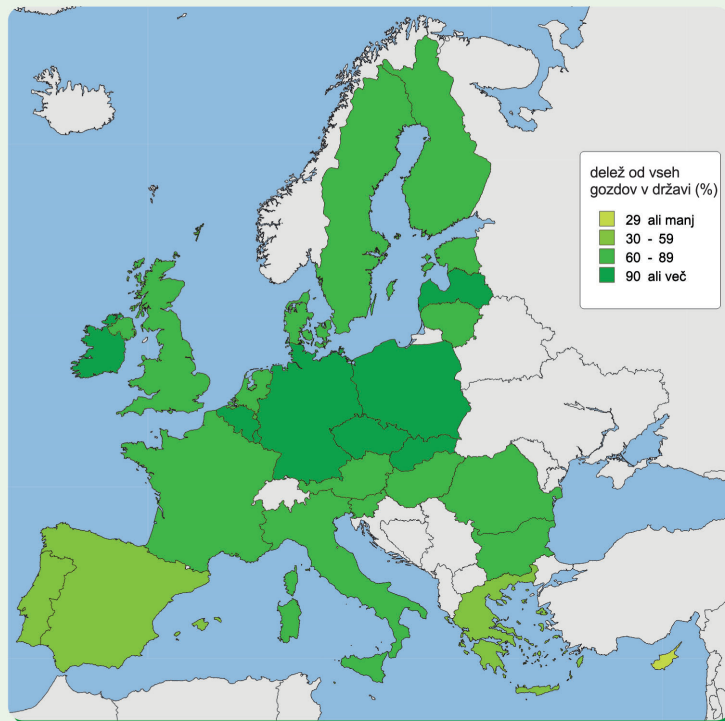 delež od vseh
gozdov v državi (%)
29 ali manj
30 - 59
60 - 89
90 ali več